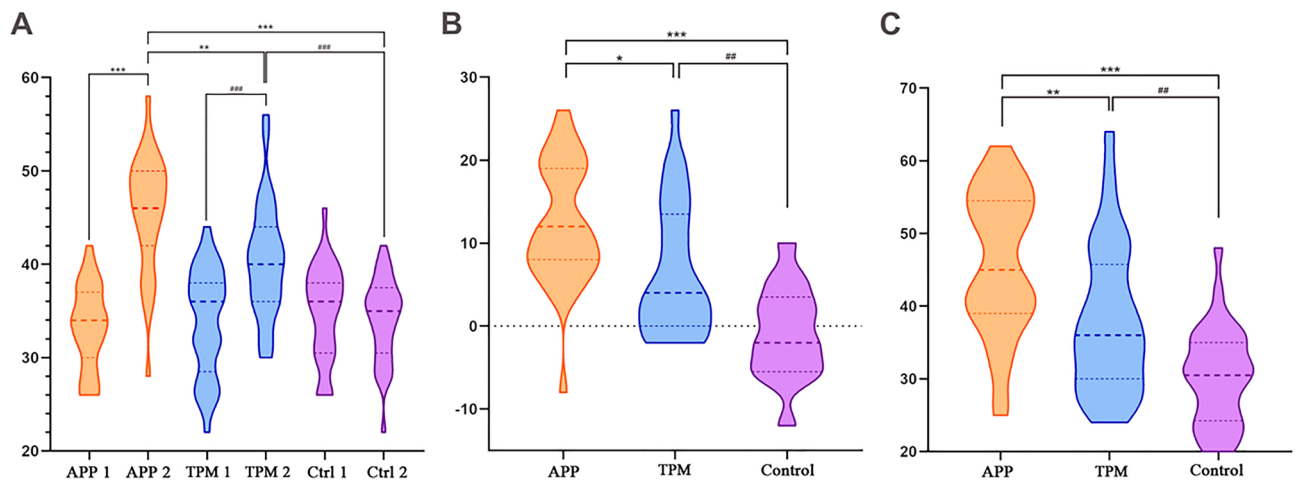 A
***
**
###
***
###
60
50
40
30
20
APP 1
APP 2
TPM 1
TPM 2
Ctrl 1
Ctrl 2
B
***
*
##
30
20
10
0
-10
APP
TPM
Control
C
***
**
##
70
60
50
40
30
20
APP
TPM
Control